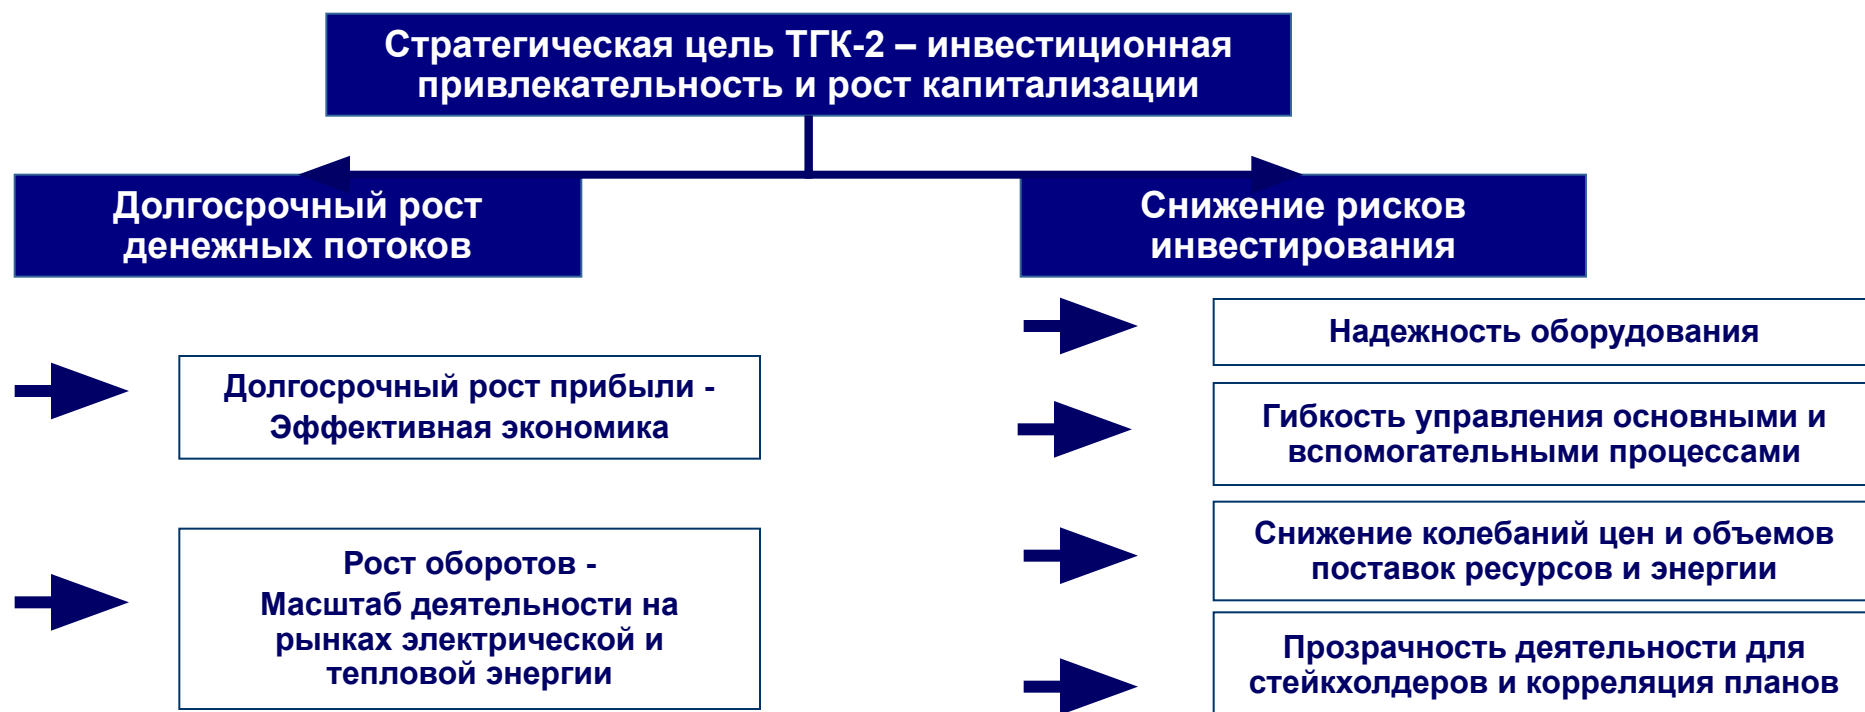 Стратегическая цель ТГК-2 – инвестиционная
привлекательность и рост капитализации
Долгосрочный рост
денежных потоков
Долгосрочный рост прибыли -
Эффективная экономика
Рост оборотов -
Масштаб деятельности на
рынках электрической и
тепловой энергии
Снижение рисков
инвестирования
Надежность оборудования
Гибкость управления основными и
вспомогательными процессами
Снижение колебаний цен и объемов
поставок ресурсов и энергии
Прозрачность деятельности для
стейкхолдеров и корреляция планов